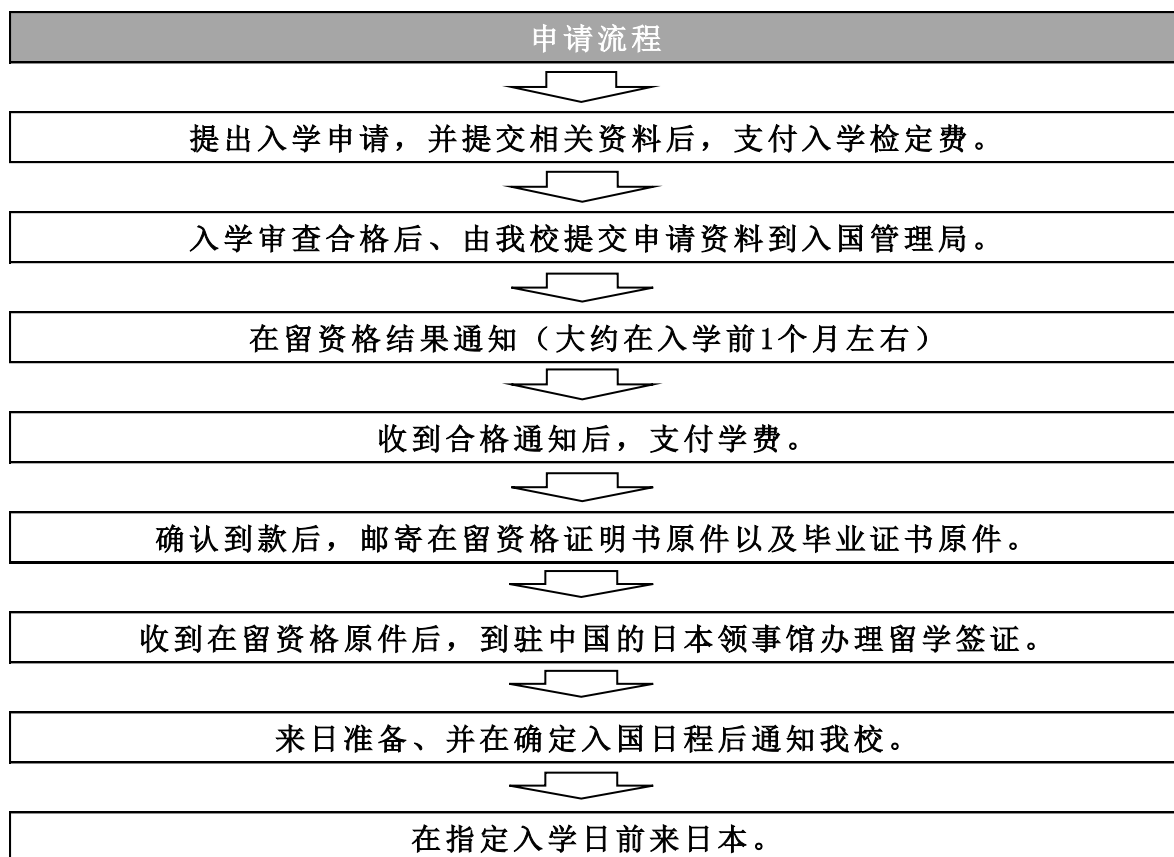 申请流程
提出入学申请，并提交相关资料后，支付入学检定费。
入学审查合格后、由我校提交申请资料到入国管理局。
在留资格结果通知（大约在入学前1个月左右）
收到合格通知后，支付学费。
确认到款后，邮寄在留资格证明书原件以及毕业证书原件。
收到在留资格原件后，到驻中国的日本领事馆办理留学签证。
来日准备、并在确定入国日程后通知我校。
在指定入学日前来日本。